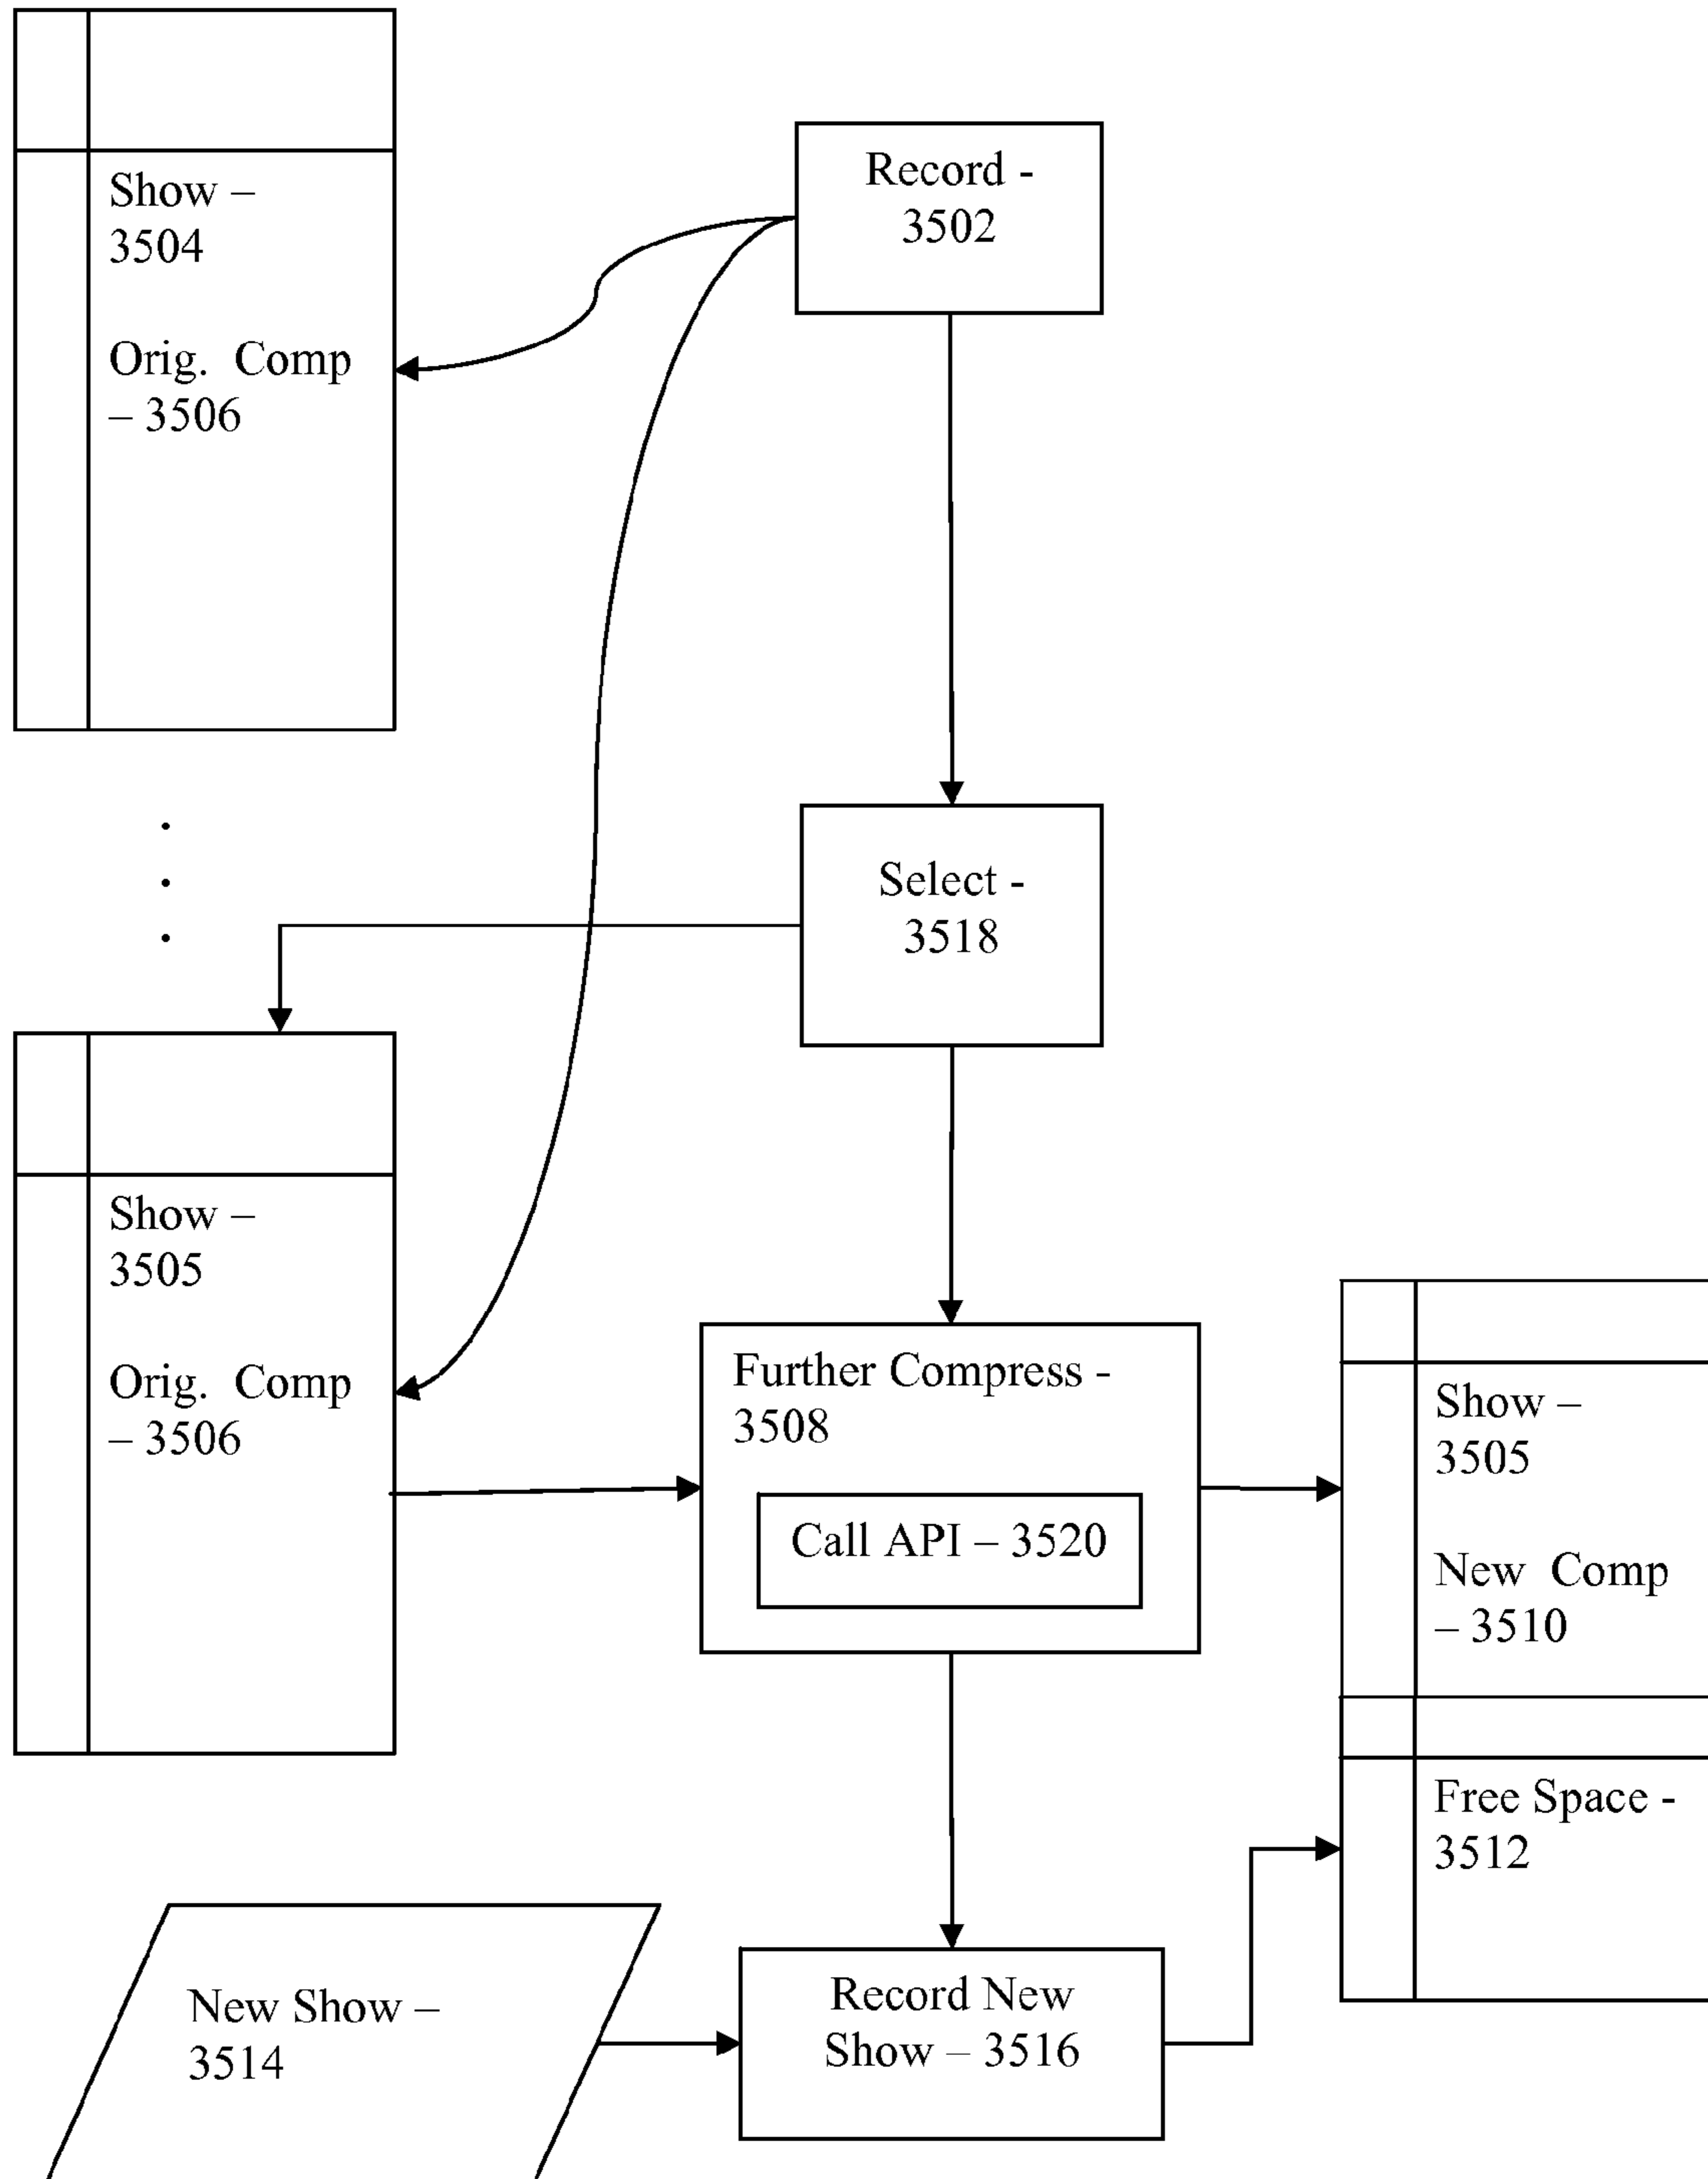 Show –
3504
Orig. Comp
– 3506
Record -
3502
Select -
3518
Show –
3505
Orig. Comp
– 3506
Further Compress -
3508
Call API – 3520
Show –
3505
New Comp
– 3510
Free Space -
3512
New Show –
3514
Record New
Show – 3516